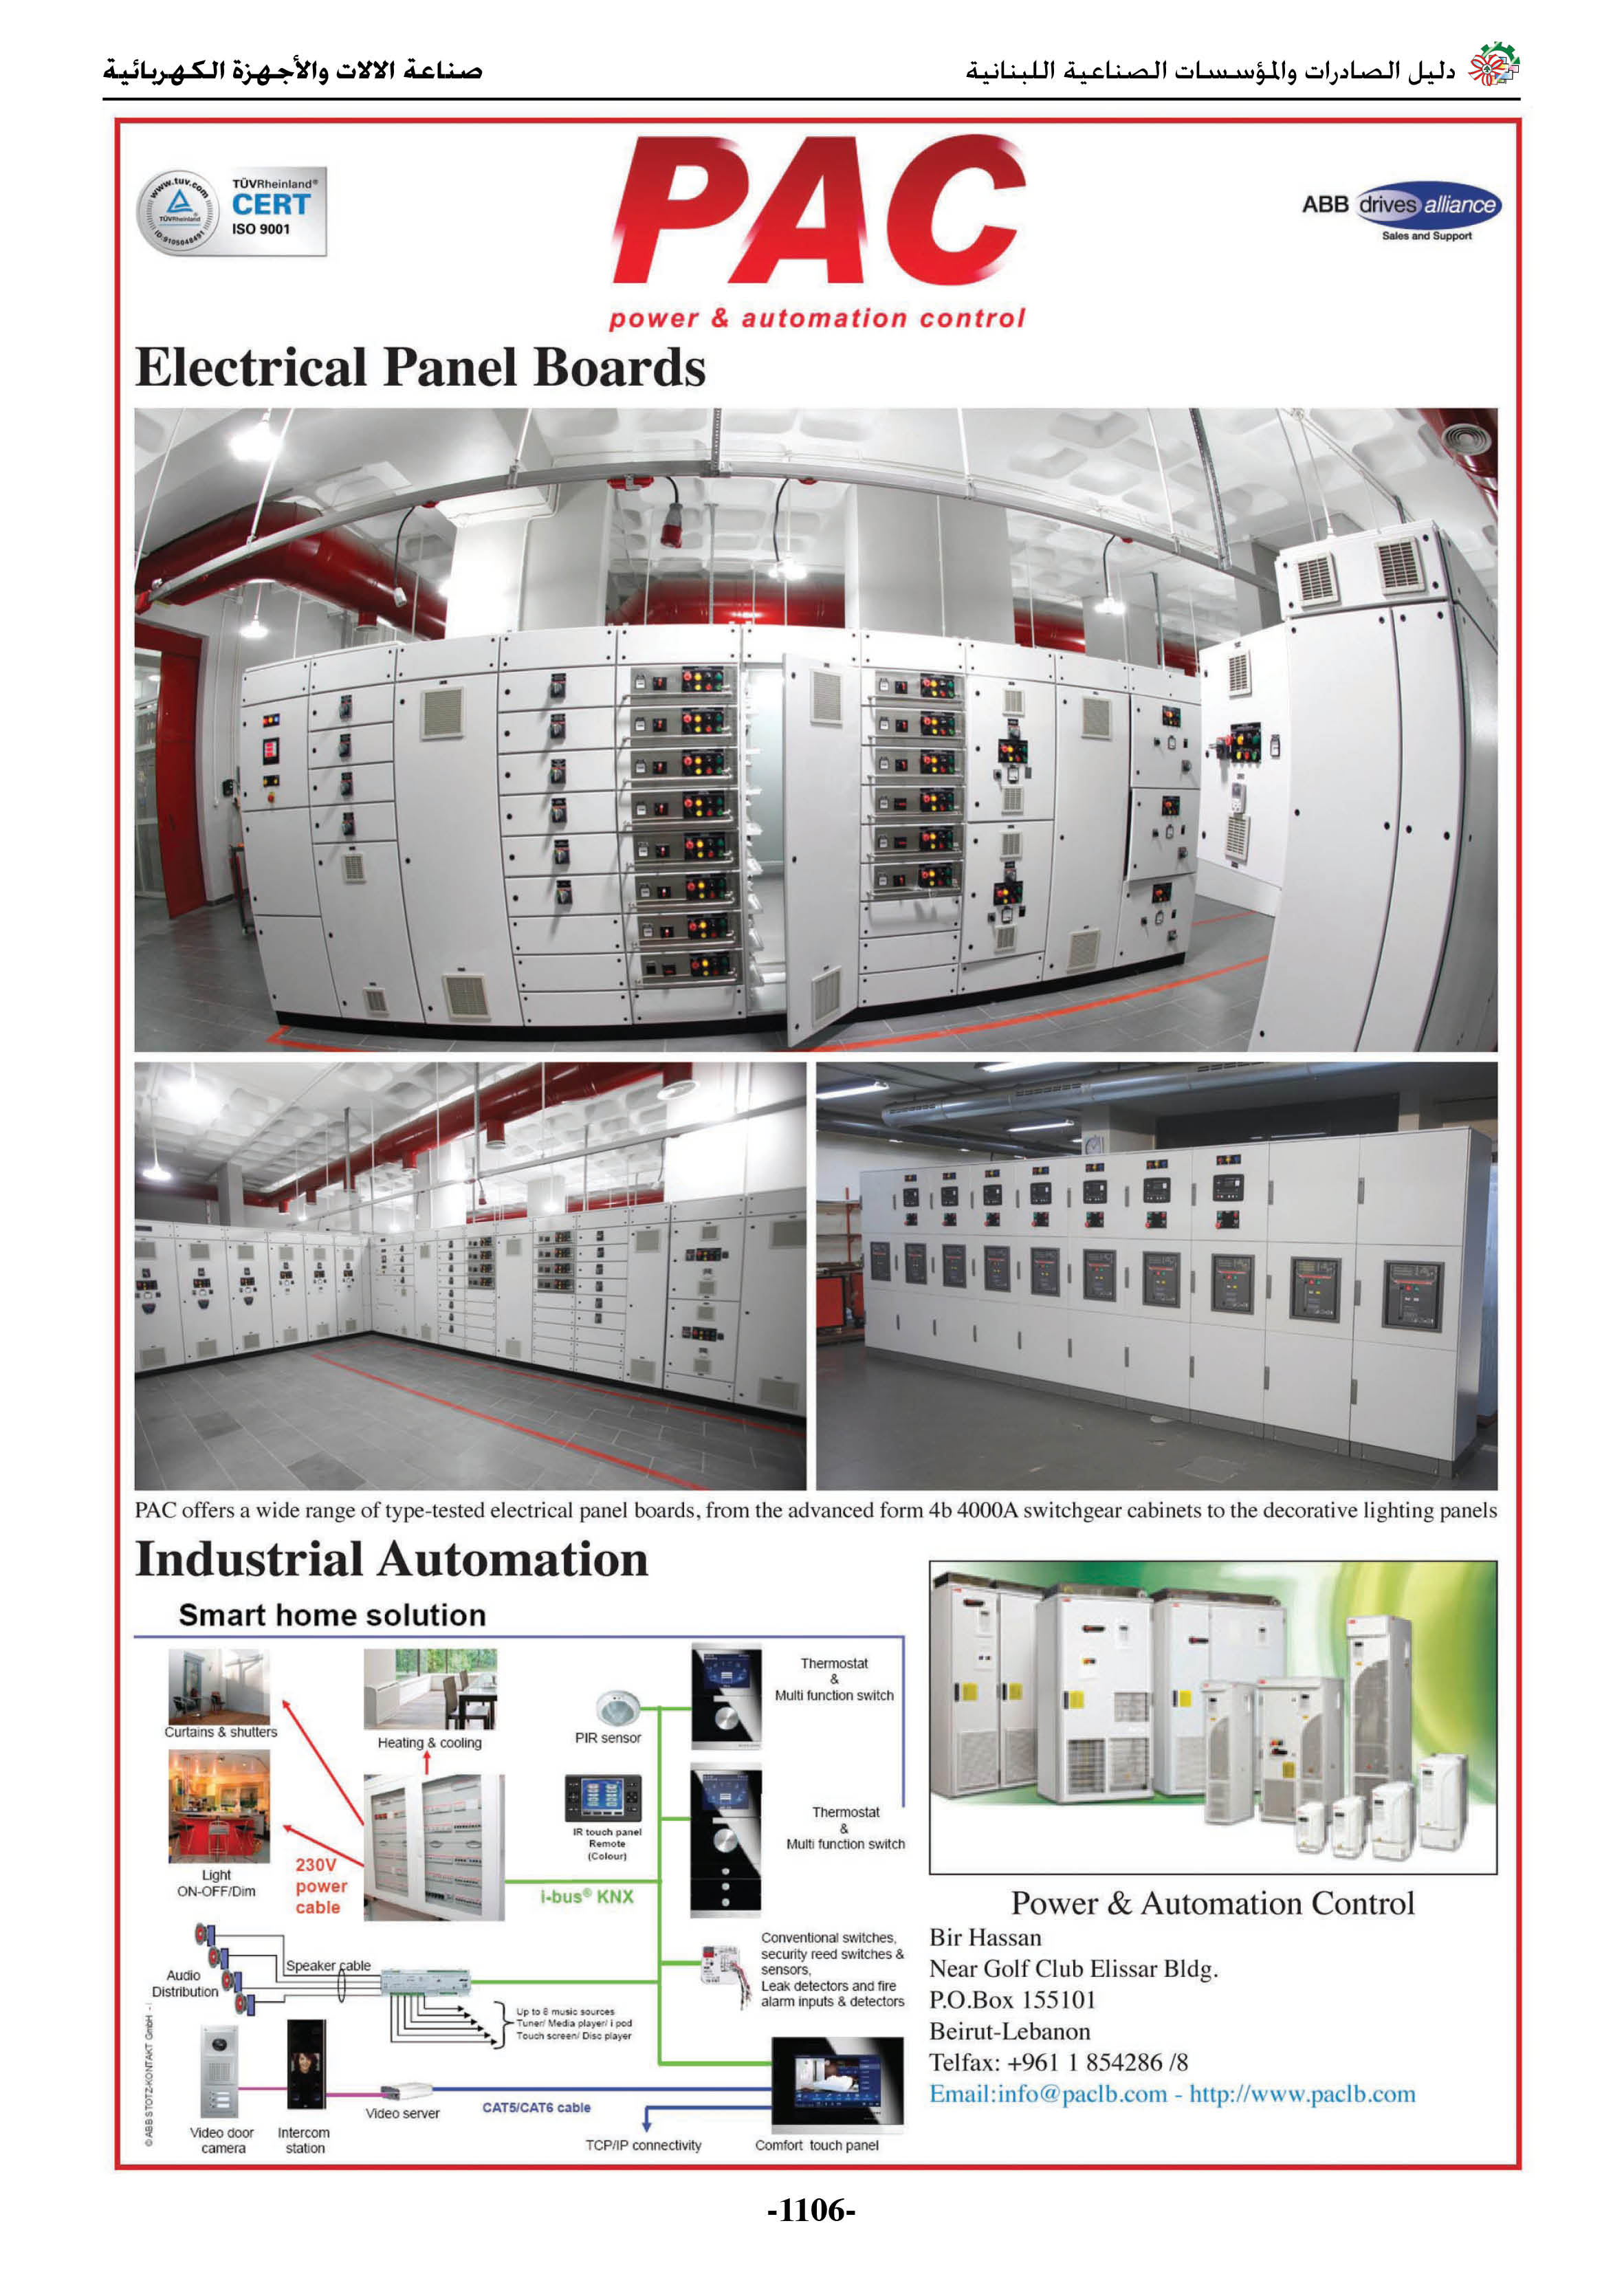 دليل الصادرات والمؤسسات الصناعية اللبنانية
صناعة الالات والأجهزة الكهربائية
www.tuv.com
TÜVRheinland
ID:9105048491
TÜVRheinland®
CERT
ISO 9001
PAC
power & automation control
ABB drives alliance
Sales and Support
Electrical Panel Boards
PAC offers a wide range of type-tested electrical panel boards, from the advanced form 4b 4000A switchgear cabinets to the decorative lighting panels
Industrial Automation
Smart home solution
Curtains & shutters
Heating & cooling
PIR sensor
Thermostat
&
Multi function switch
IR touch panel
Remote
(Colour)
Thermostat
&
Multi function switch
Light
ON-OFF/Dim
230V
power
cable
i-bus® KNX
Audio
Distribution
Speaker cable
Conventional switches,
security reed switches &
sensors,
Leak detectors and fire
alarm inputs & detectors
Up to 8 music sources
Tuner/ Media player/ i pod
Touch screen/ Disc player
Video door
camera
Intercom
station
Video server
CAT5/CAT6 cable
TCP/IP connectivity
Comfort touch panel
© ABB STOTZ-KONTAKT GmbH -
Power & Automation Control
Bir Hassan
Near Golf Club Elissar Bldg.
P.O.Box 155101
Beirut-Lebanon
Telfax: +961 1 854286 /8
Email:info@paclb.com - http://www.paclb.com
-1106-